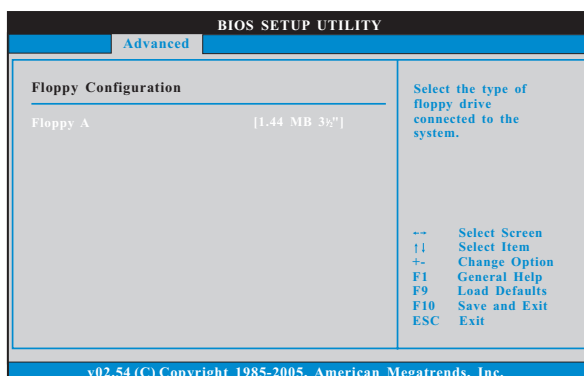 BIOS SETUP UTILITY
Advanced
Floppy Configuration
Floppy A [1.44 MB 3½"]
Select the type of
floppy drive
connected to the
system.
←→ Select Screen
↑↓ Select Item
+- Change Option
F1 General Help
F9 Load Defaults
F10 Save and Exit
ESC Exit
v02.54 (C) Copyright 1985-2005, American Megatrends, Inc.